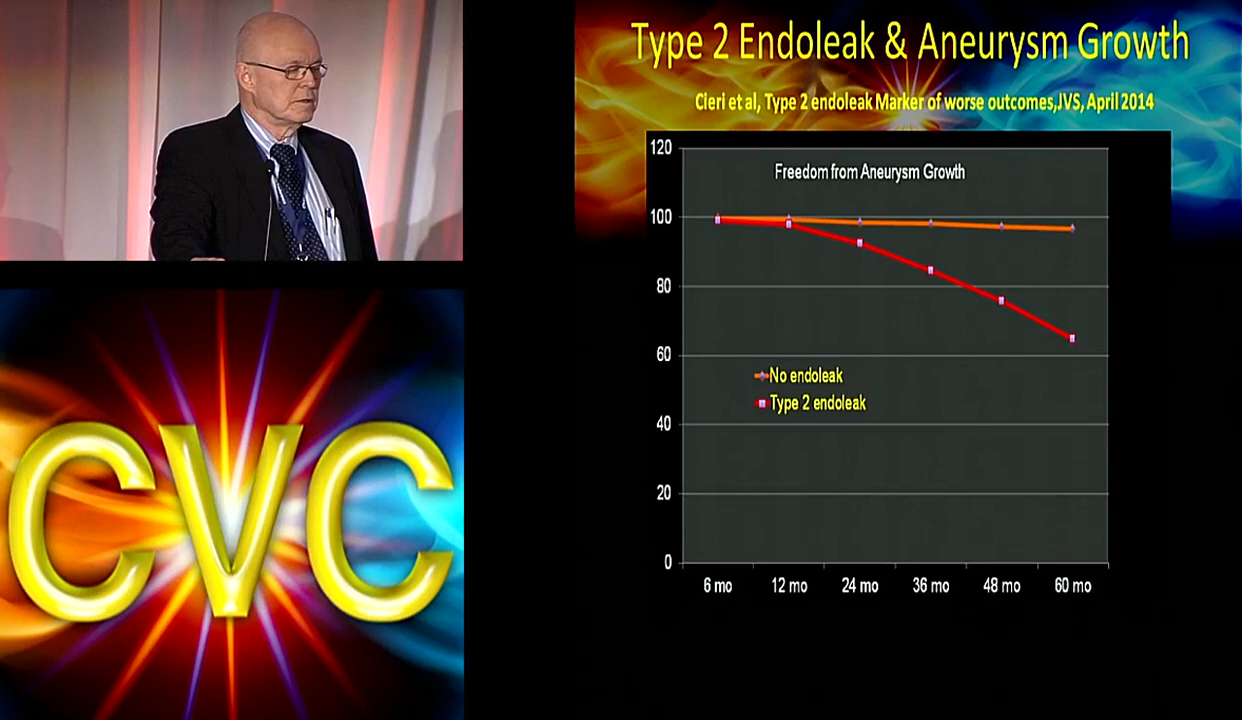 Type 2 Endoleak & Aneurysm Growth
Cieri et al, Type 2 endoleak Marker of worse outcomes,JVS, April 2014
120
Freedom from Aneurysm Growth
100
80
60
No endoleak
Type 2 endoleak
40
20
0
6 mo 12 mo 24 mo 36 mo 48 mo 60 mo
CVC